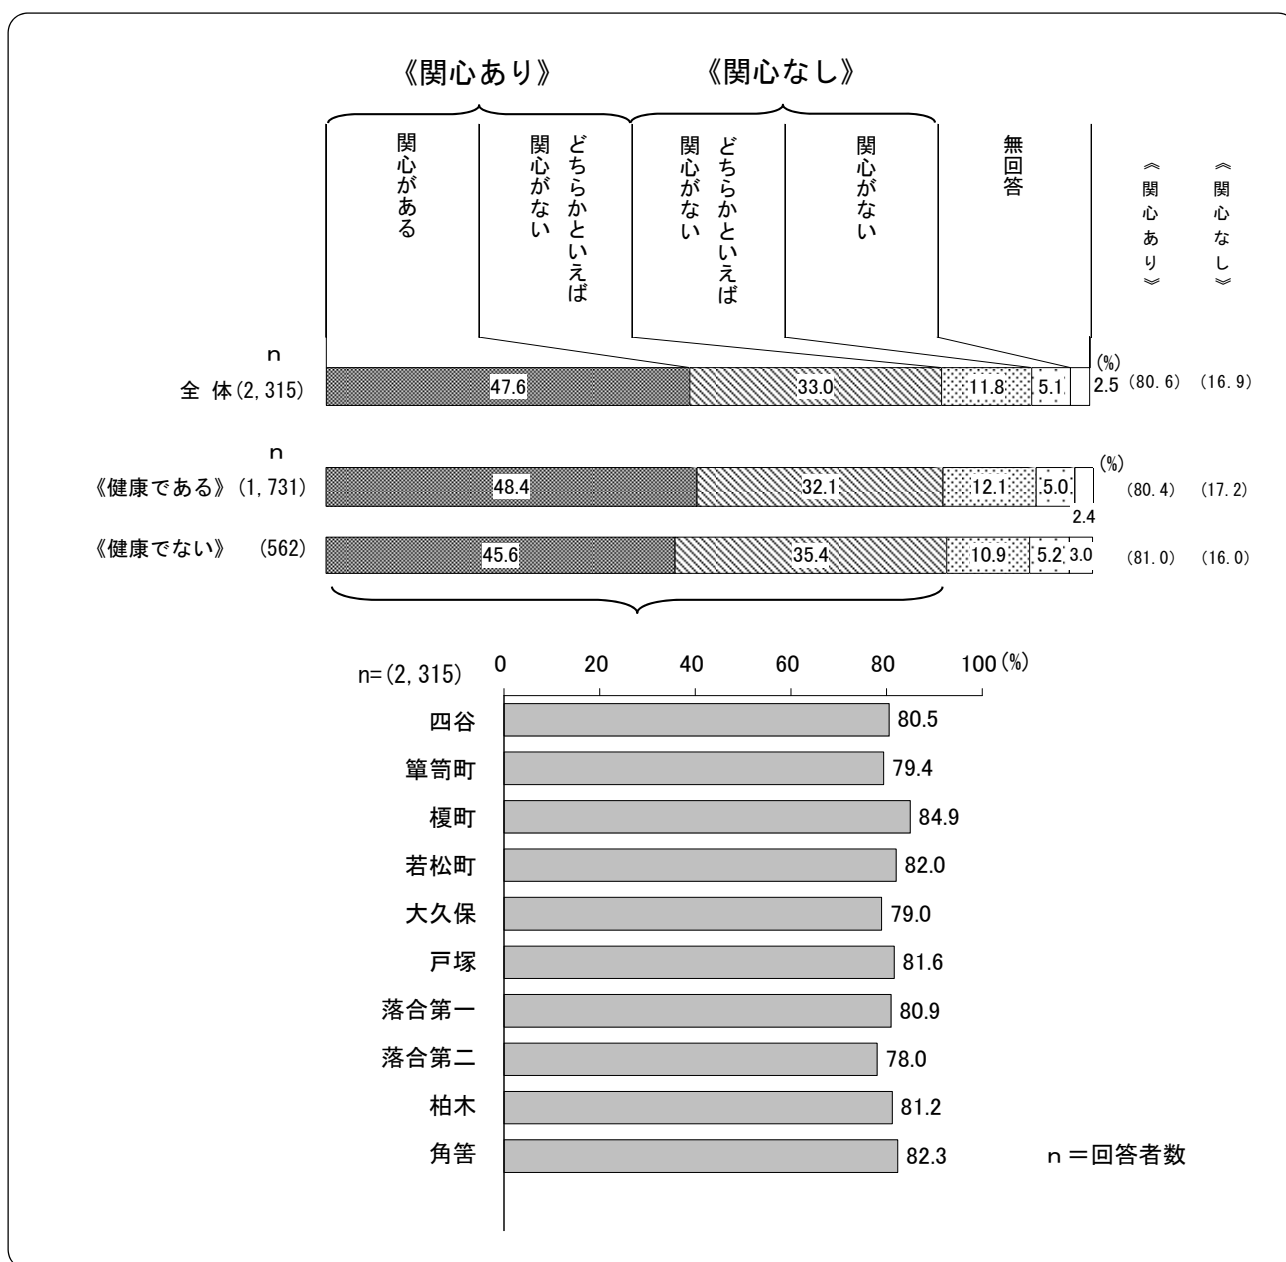 《関心あり》 《関心なし》
関心がある
どちらかといえば
関心がない
どちらかといえば
関心がない
関心がない
無回答
《関心あり》
《関心なし》
n
(%)
全 体(2,315) 47.6 33.0 11.8 5.1 2.5 (80.6) (16.9)
n
(%)
《健康である》(1,731) 48.4 32.1 12.1 5.0 2.4 (80.4) (17.2)
《健康でない》 (562) 45.6 35.4 10.9 5.2 3.0 (81.0) (16.0)
n=(2,315) 0 20 40 60 80 100(%)
四谷 80.5
簞笥町 79.4
榎町 84.9
若松町 82.0
大久保 79.0
戸塚 81.6
落合第一 80.9
落合第二 78.0
柏木 81.2
角筈 82.3
n=回答者数